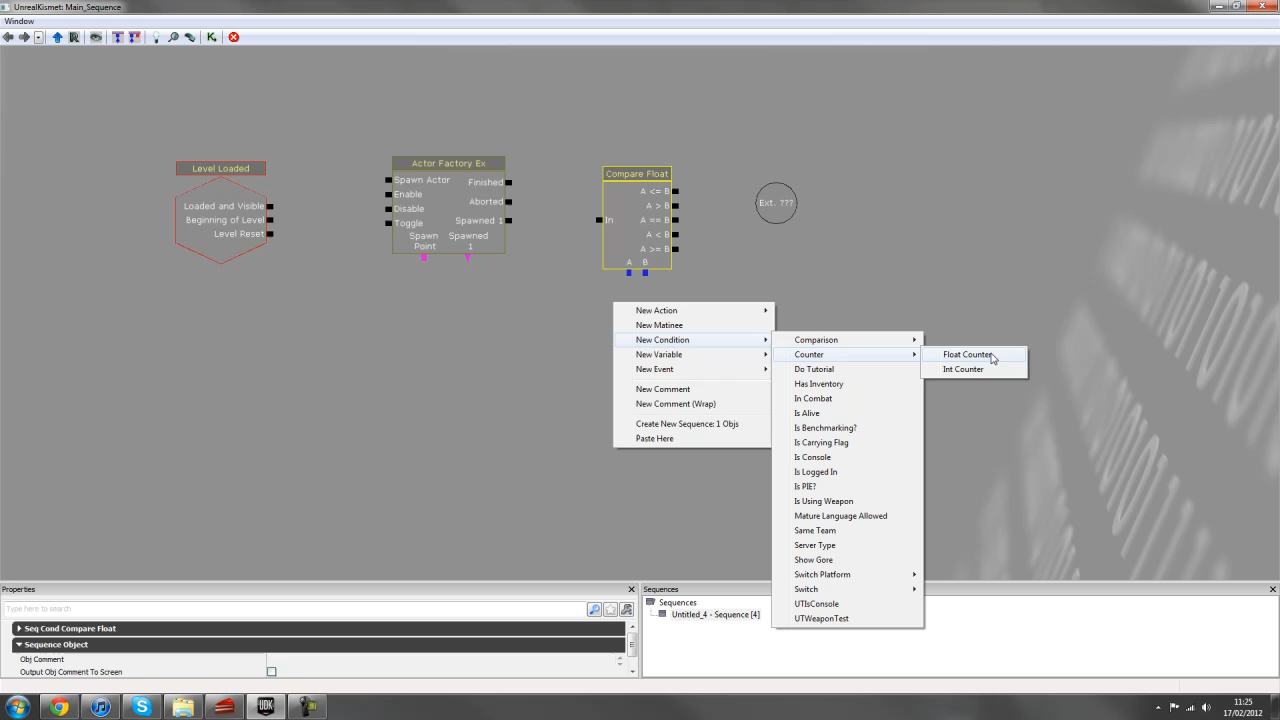 UnrealKismet: Main_Sequence
Window
Level Loaded
Loaded and Visible
Beginning of Level
Level Reset
Actor Factory Ex
Spawn Actor
Enable
Disable
Toggle
Finished
Aborted
Spawned 1
Spawn
Point
Spawned
1
Compare Float
In
A <= B
A > B
A == B
A < B
A >= B
A B
Ext. ???
New Action
New Matinee
New Condition
New Variable
New Event
New Comment
New Comment (Wrap)
Create New Sequence: 1 Objs
Paste Here
Comparison
Counter
Do Tutorial
Has Inventory
In Combat
Is Alive
Is Benchmarking?
Is Carrying Flag
Is Console
Is Logged In
Is PIE?
Is Using Weapon
Mature Language Allowed
Same Team
Server Type
Show Gore
Switch Platform
Switch
UTIsConsole
UTWeaponTest
Float Counter
Int Counter
Properties
Type here to search
Seq Cond Compare Float
Sequence Object
Obj Comment
Output Obj Comment To Screen
Sequences
Sequences
Untitled_4 - Sequence [4]
UDK
11:25
17/02/2012